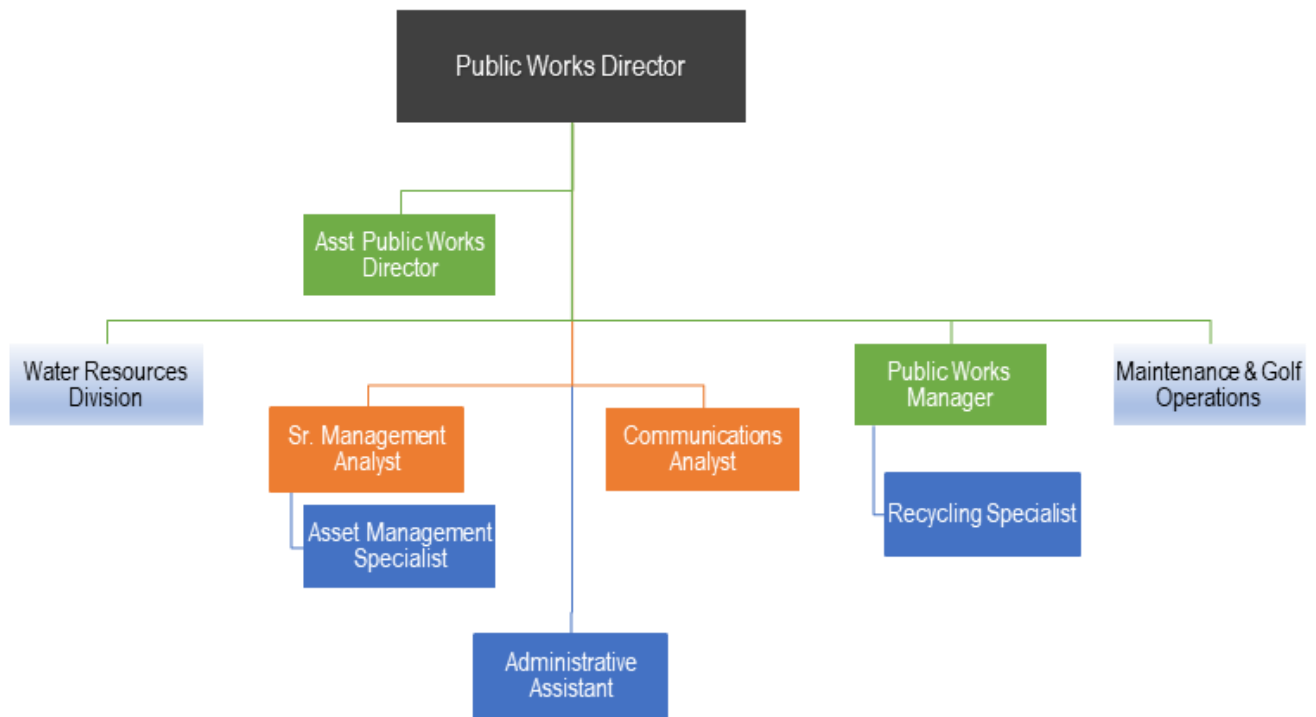 Public Works Director
Asst Public Works
Director
Water Resources
Division
Public Works
Manager
Maintenance & Golf
Operations
Sr. Management
Analyst
Communications
Analyst
Asset Management
Specialist
Recycling Specialist
Administrative
Assistant